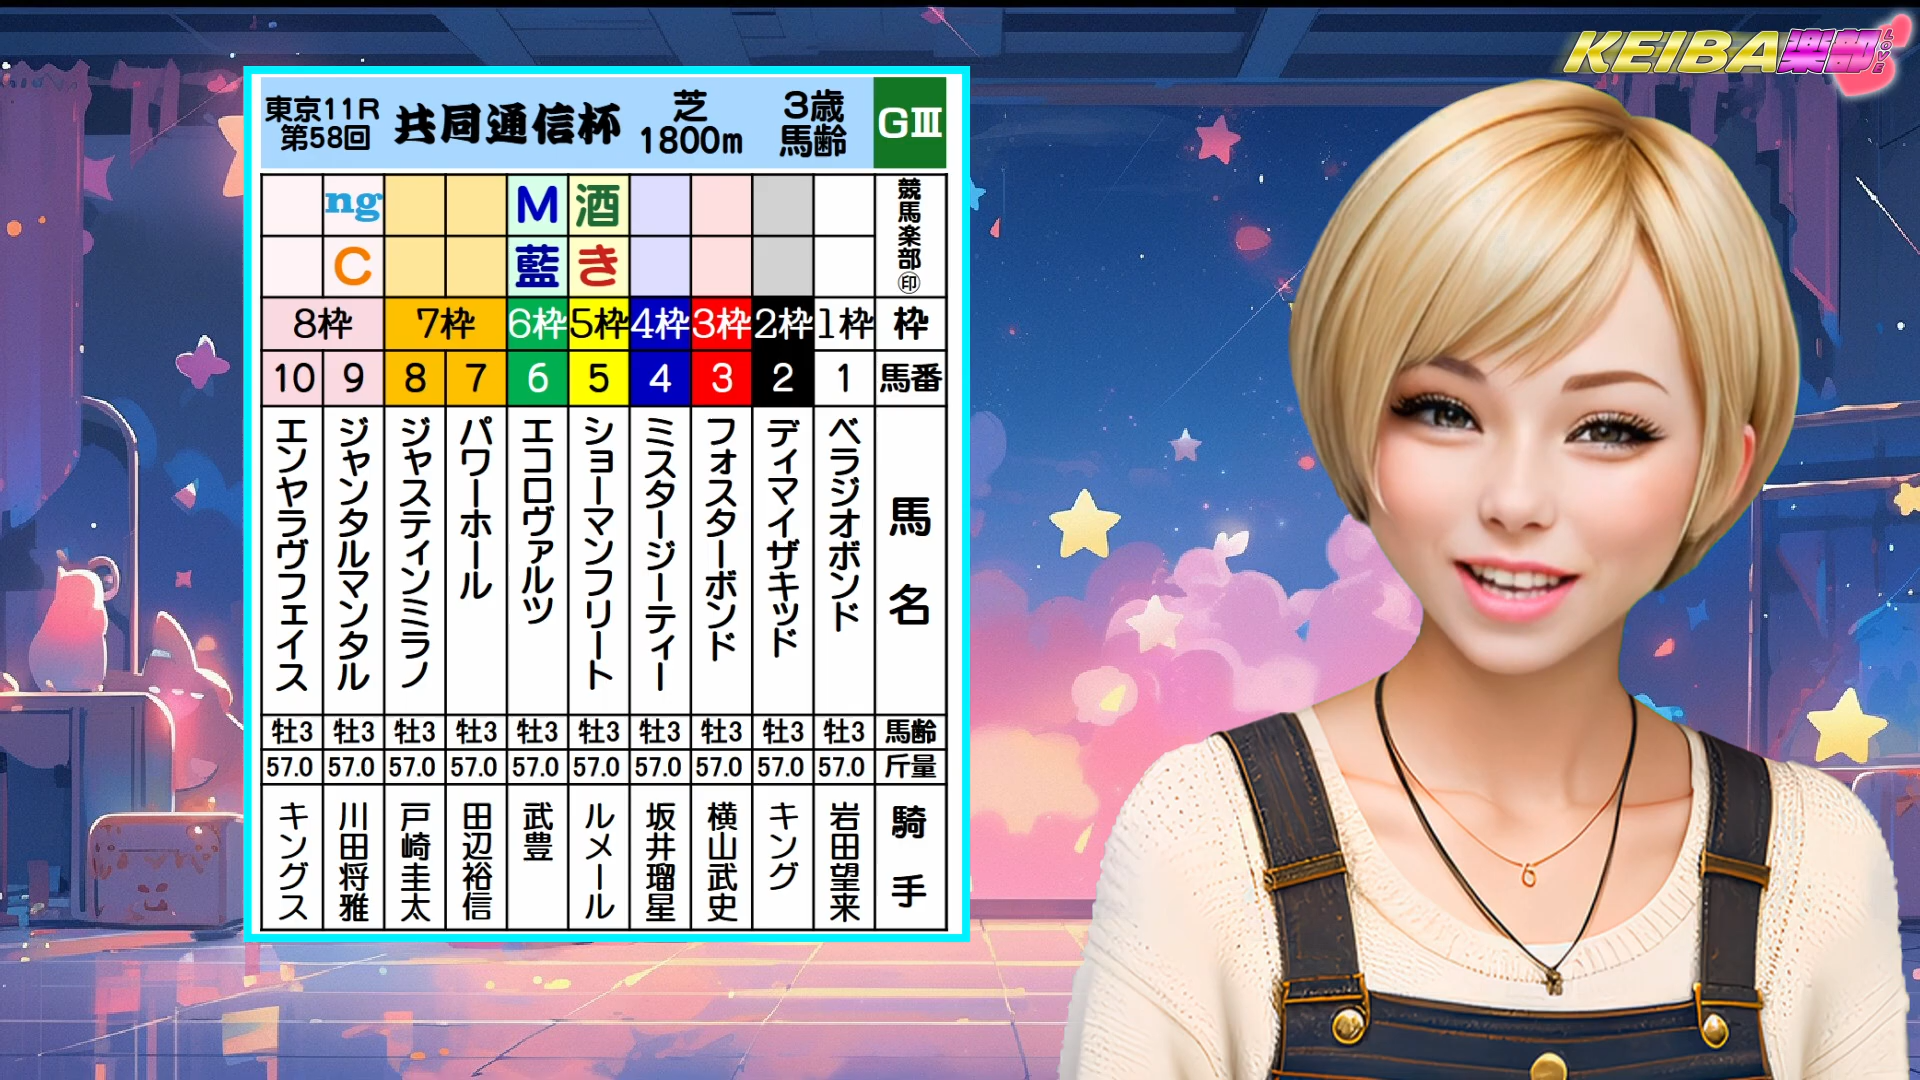 KEIBA楽部LOVE
東京11R
第58回
共同通信杯
芝
1800m
3歳
馬齢
GⅢ
競馬楽部㊞
酒
M
ng
き
藍
C
枠
1枠
2枠
3枠
4枠
5枠
6枠
7枠
8枠
馬番
1
2
3
4
5
6
7
8
9
10
馬名
ベラジオボンド
ディマイザキッド
フォスターボンド
ミスタージーティー
ショーマンフリート
エコロヴァルツ
パワーホール
ジャスティンミラノ
ジャンタルマンタル
エンヤラヴフェイス
馬齢
牡3
牡3
牡3
牡3
牡3
牡3
牡3
牡3
牡3
牡3
斤量
57.0
57.0
57.0
57.0
57.0
57.0
57.0
57.0
57.0
57.0
騎手
岩田望来
キング
横山武史
坂井瑠星
ルメール
武豊
田辺裕信
戸崎圭太
川田将雅
キングス